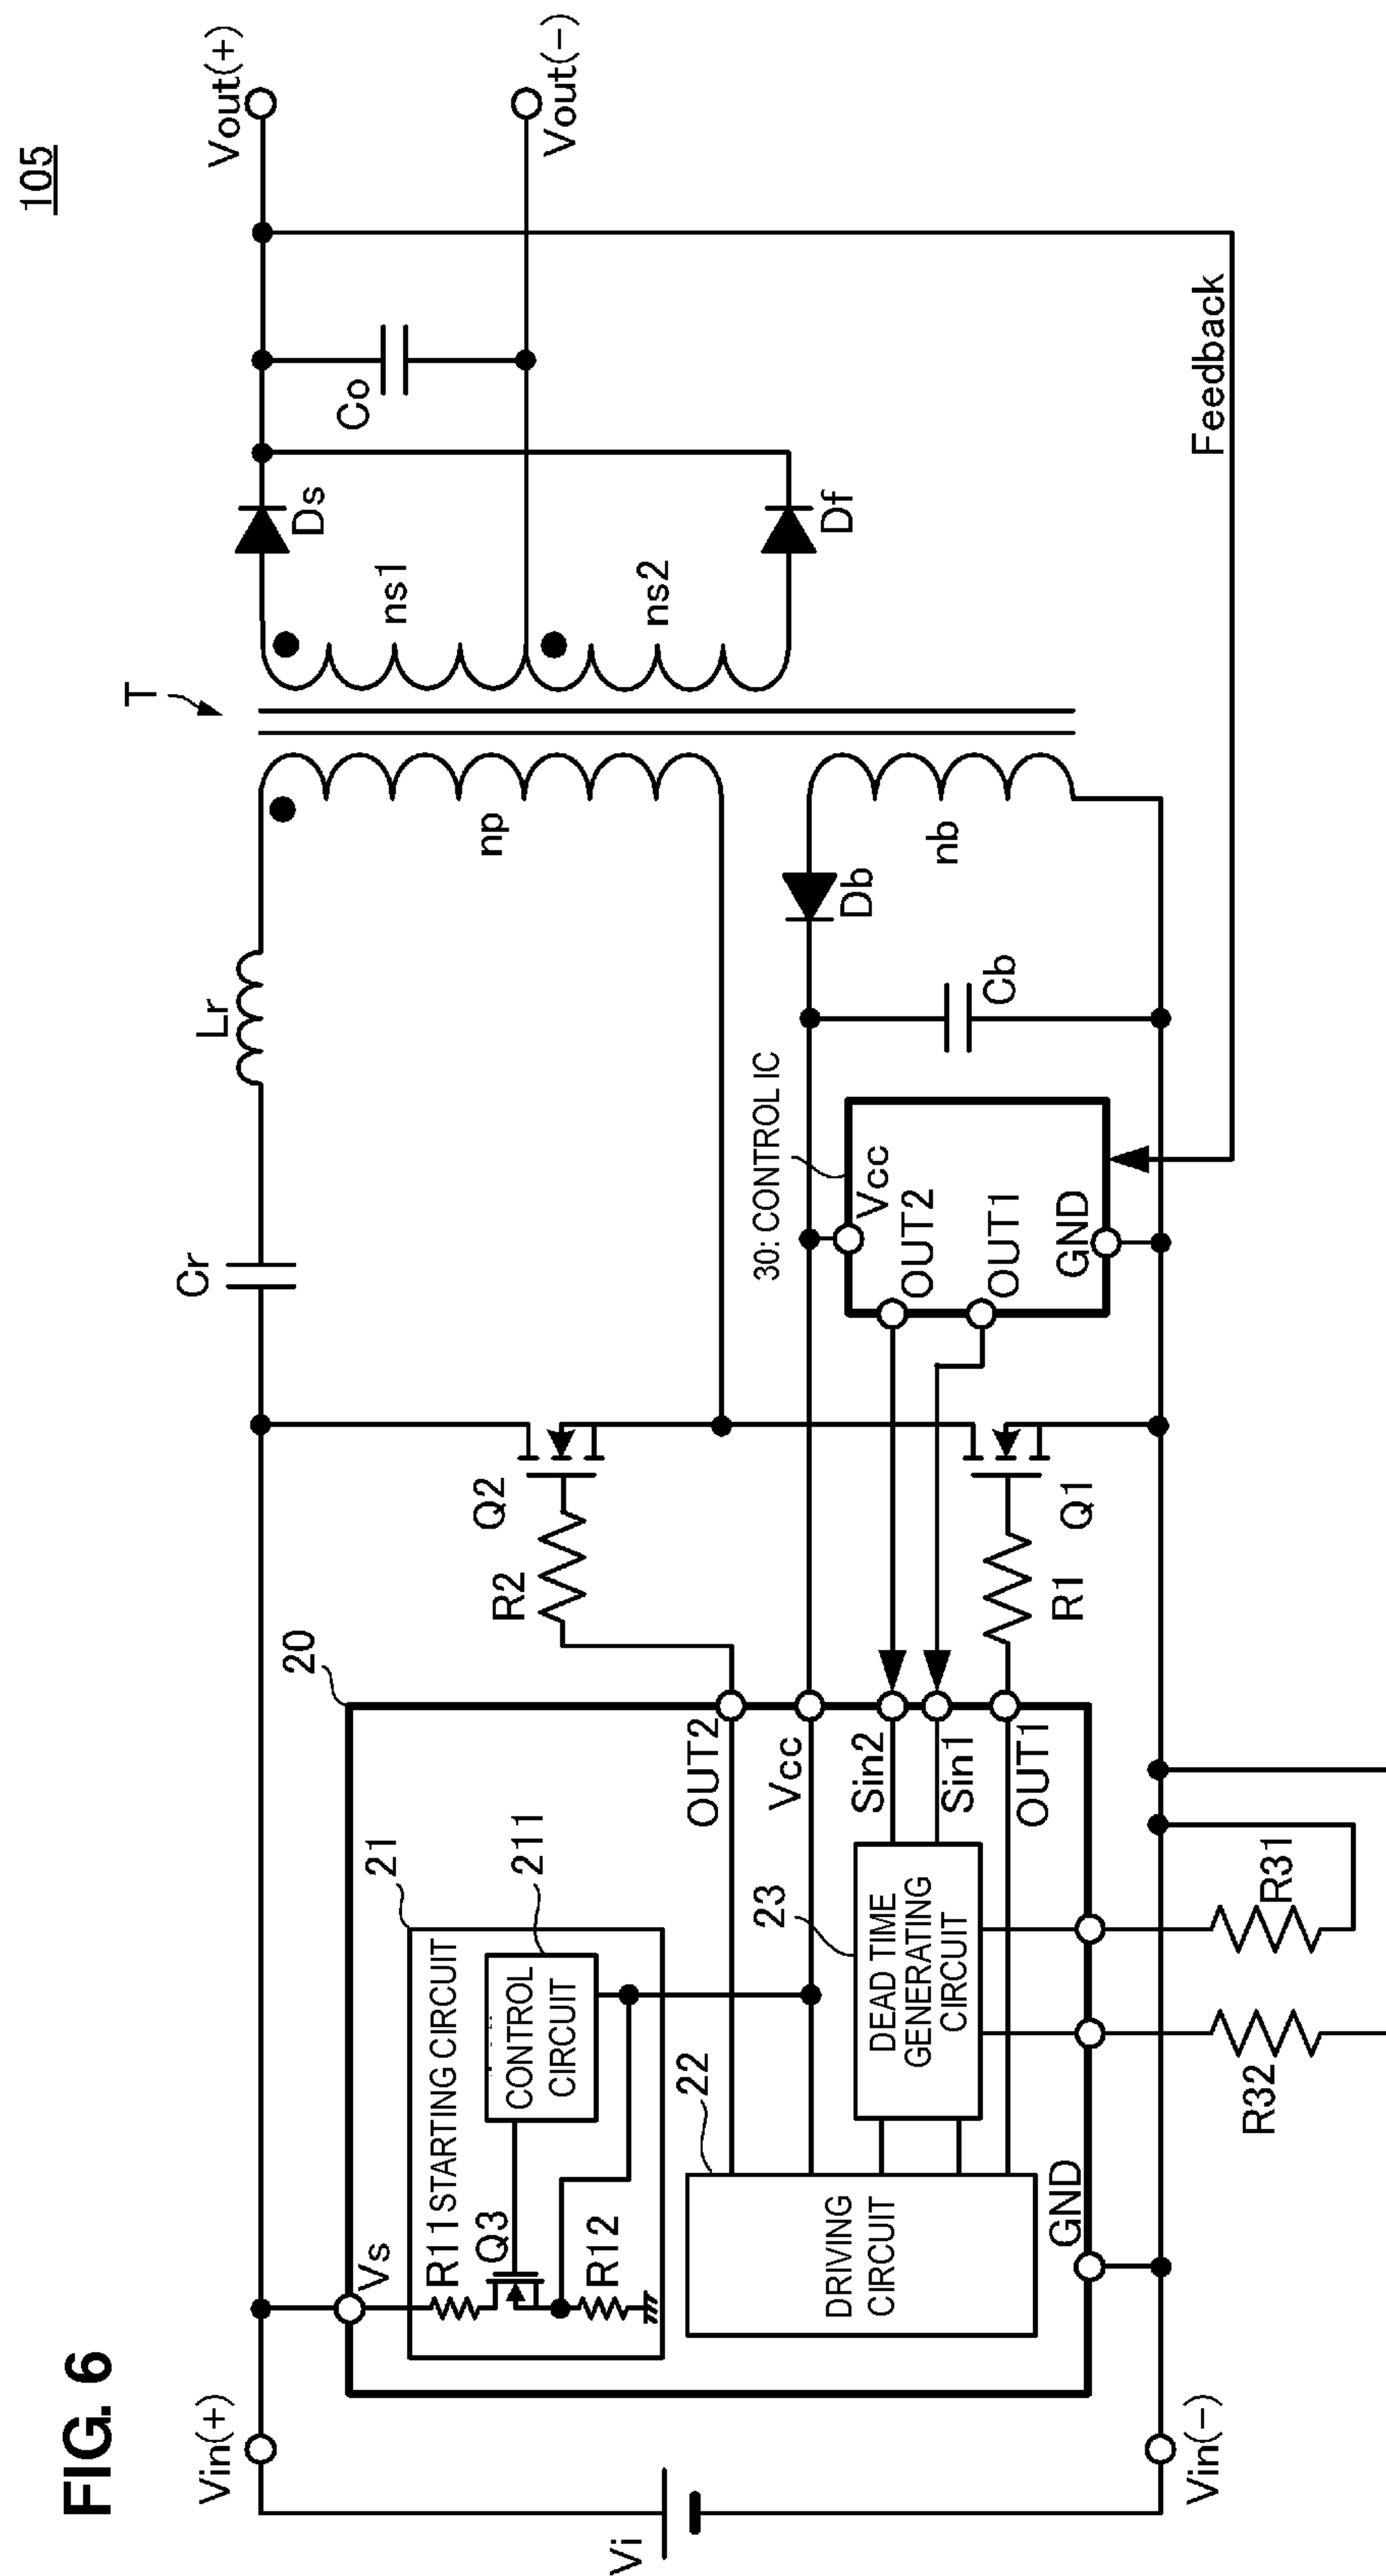 FIG. 6
105
Vin(+)
Vi
Vin(-)
Vs
20
R11
STARTING CIRCUIT
21
Q3
R12
CONTROL
CIRCUIT
211
DRIVING
CIRCUIT
22
DEAD TIME
GENERATING
CIRCUIT
23
OUT2
Vcc
Sin2
Sin1
OUT1
GND
R32
R31
R2
Q2
R1
Q1
Cr
Lr
30: CONTROL IC
Vcc
OUT2
OUT1
GND
Cb
Db
nb
np
T
ns1
ns2
Ds
Df
Co
Feedback
Vout(+)
Vout(-)